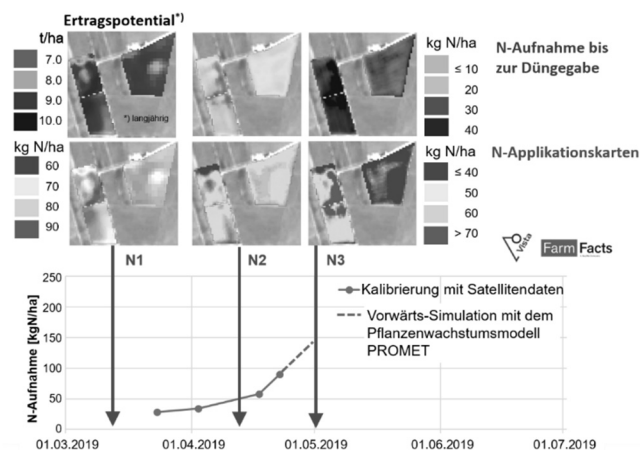 Ertragspotential*)
t/ha
7.0
8.0
9.0
10.0
*) langjährig
kg N/ha
≤ 10
20
30
40
N-Aufnahme bis
zur Düngegabe
kg N/ha
60
70
80
90
kg N/ha
≤ 40
50
60
> 70
N-Applikationskarten
Vista
FarmFacts
N1
N2
N3
N-Aufnahme [kgN/ha]
250
200
150
100
50
0
Kalibrierung mit Satellitendaten
Vorwärts-Simulation mit dem
Pflanzenwachstumsmodell
PROMET
01.03.2019
01.04.2019
01.05.2019
01.06.2019
01.07.2019